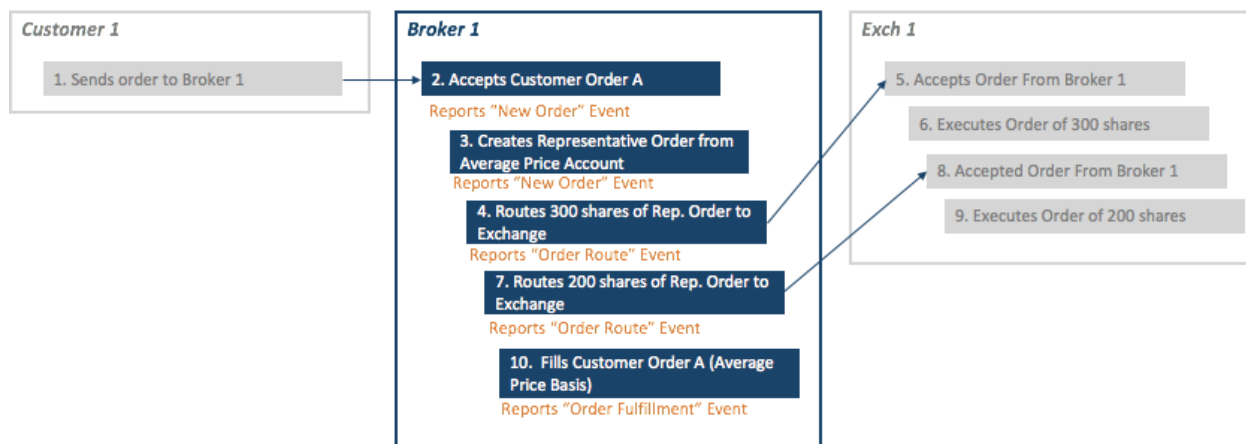 Customer 1
1. Sends order to Broker 1
Broker 1
2. Accepts Customer Order A
Reports "New Order" Event
3. Creates Representative Order from
Average Price Account
Reports "New Order" Event
4. Routes 300 shares of Rep. Order to
Exchange
Reports "Order Route" Event
7. Routes 200 shares of Rep. Order to
Exchange
Reports "Order Route" Event
10. Fills Customer Order A (Average
Price Basis)
Reports "Order Fulfillment" Event
Exch 1
5. Accepts Order From Broker 1
6. Executes Order of 300 shares
8. Accepted Order From Broker 1
9. Executes Order of 200 shares